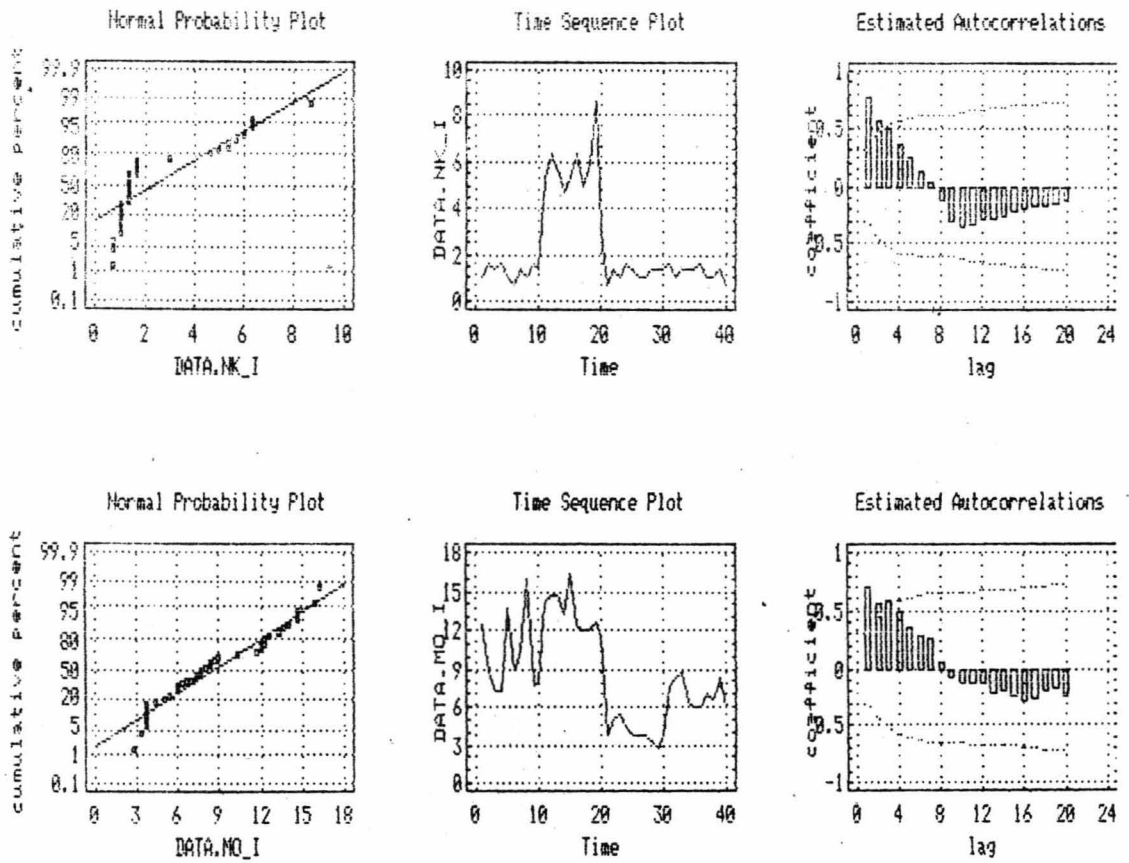 Normal Probability Plot
cumulative percent
99.9
99
95
80
50
20
5
1
0.1
0 2 4 6 8 10
DATA.NK_I
Time Sequence Plot
DATA.NK_I
10
8
6
4
2
0
0 10 20 30 40
Time
Estimated Autocorrelations
coefficient
1
0.5
0
-0.5
-1
0 4 8 12 16 20 24
lag
Normal Probability Plot
cumulative percent
99.9
99
95
80
50
20
5
1
0.1
0 3 6 9 12 15 18
DATA.MO_I
Time Sequence Plot
DATA.MO_I
18
15
12
9
6
3
0
0 10 20 30 40
Time
Estimated Autocorrelations
coefficient
1
0.5
0
-0.5
-1
0 4 8 12 16 20 24
lag